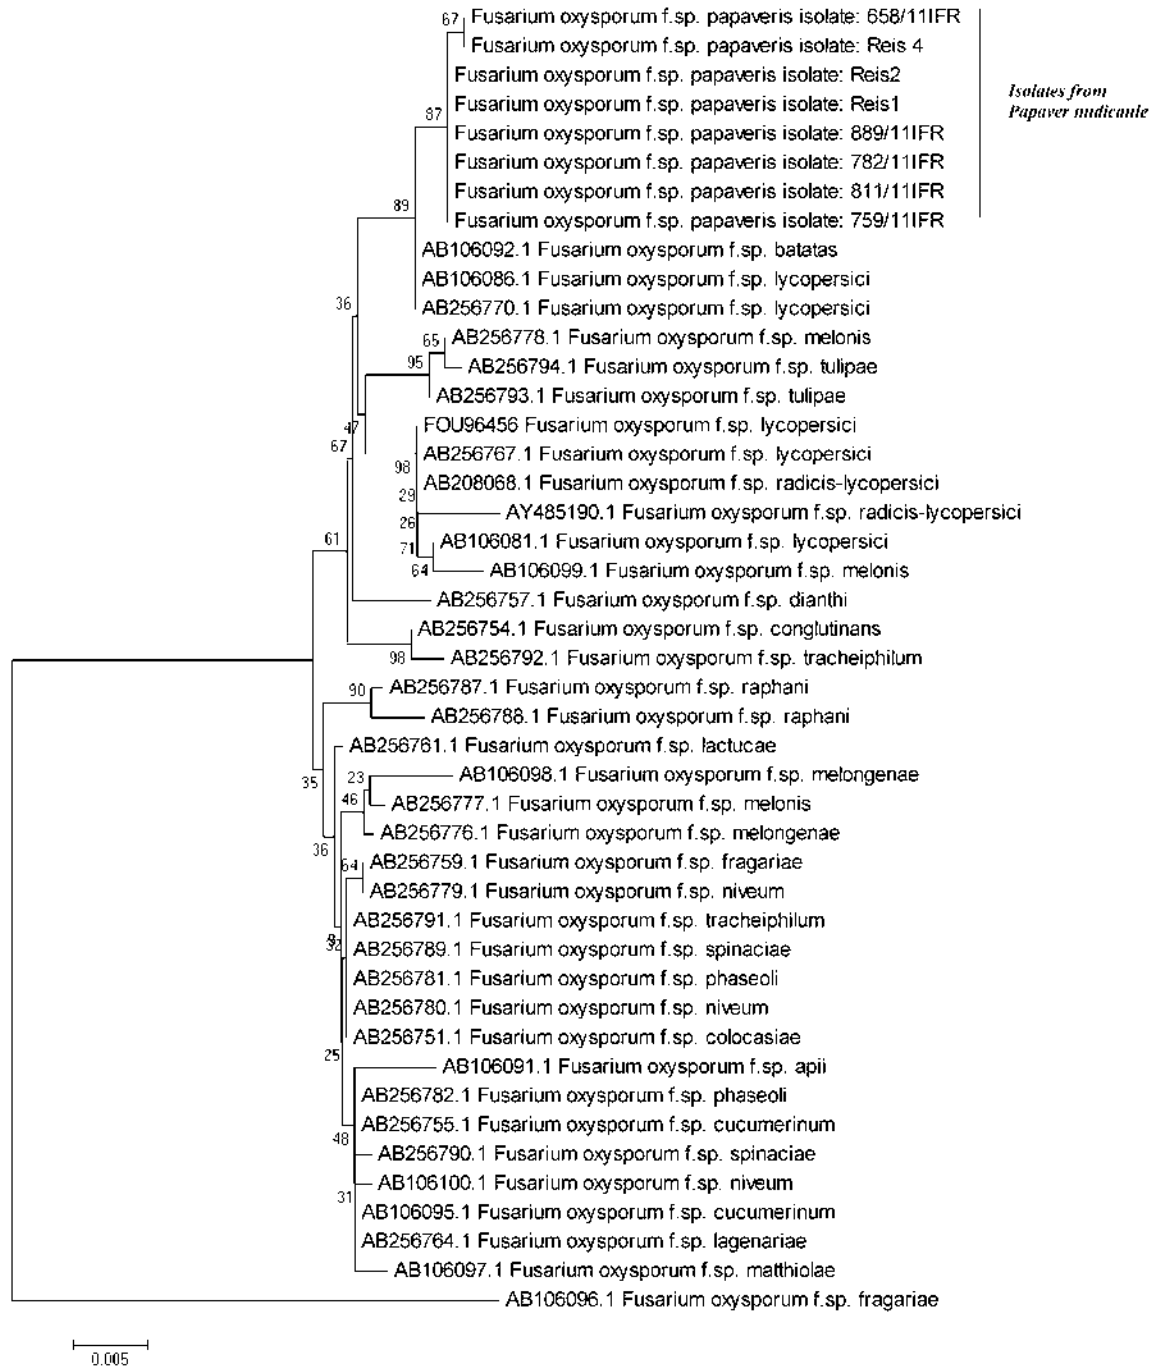 67
Fusarium oxysporum f.sp. papaveris isolate: 658/11IFR
Fusarium oxysporum f.sp. papaveris isolate: Reis 4
Fusarium oxysporum f.sp. papaveris isolate: Reis2
Isolates from
Papaver nudicaule
Fusarium oxysporum f.sp. papaveris isolate: Reis1
87
Fusarium oxysporum f.sp. papaveris isolate: 889/11IFR
Fusarium oxysporum f.sp. papaveris isolate: 782/11IFR
Fusarium oxysporum f.sp. papaveris isolate: 811/11IFR
89
Fusarium oxysporum f.sp. papaveris isolate: 759/11IFR
AB106092.1 Fusarium oxysporum f.sp. batatas
AB106086.1 Fusarium oxysporum f.sp. lycopersici
36
AB256770.1 Fusarium oxysporum f.sp. lycopersici
65
AB256778.1 Fusarium oxysporum f.sp. melonis
95
AB256794.1 Fusarium oxysporum f.sp. tulipae
AB256793.1 Fusarium oxysporum f.sp. tulipae
47
FOU96456 Fusarium oxysporum f.sp. lycopersici
67
AB256767.1 Fusarium oxysporum f.sp. lycopersici
98
AB208068.1 Fusarium oxysporum f.sp. radicis-lycopersici
29
AY485190.1 Fusarium oxysporum f.sp. radicis-lycopersici
26
61
AB106081.1 Fusarium oxysporum f.sp. lycopersici
71
64
AB106099.1 Fusarium oxysporum f.sp. melonis
AB256757.1 Fusarium oxysporum f.sp. dianthi
AB256754.1 Fusarium oxysporum f.sp. conglutinans
98
AB256792.1 Fusarium oxysporum f.sp. tracheiphilum
90
AB256787.1 Fusarium oxysporum f.sp. raphani
AB256788.1 Fusarium oxysporum f.sp. raphani
AB256761.1 Fusarium oxysporum f.sp. lactucae
35
23
AB106098.1 Fusarium oxysporum f.sp. melongenae
46
AB256777.1 Fusarium oxysporum f.sp. melonis
AB256776.1 Fusarium oxysporum f.sp. melongenae
36
64
AB256759.1 Fusarium oxysporum f.sp. fragariae
AB256779.1 Fusarium oxysporum f.sp. niveum
AB256791.1 Fusarium oxysporum f.sp. tracheiphilum
32
AB256789.1 Fusarium oxysporum f.sp. spinaciae
AB256781.1 Fusarium oxysporum f.sp. phaseoli
AB256780.1 Fusarium oxysporum f.sp. niveum
AB256751.1 Fusarium oxysporum f.sp. colocasiae
25
AB106091.1 Fusarium oxysporum f.sp. apii
AB256782.1 Fusarium oxysporum f.sp. phaseoli
AB256755.1 Fusarium oxysporum f.sp. cucumerinum
48
AB256790.1 Fusarium oxysporum f.sp. spinaciae
AB106100.1 Fusarium oxysporum f.sp. niveum
31
AB106095.1 Fusarium oxysporum f.sp. cucumerinum
AB256764.1 Fusarium oxysporum f.sp. lagenariae
AB106097.1 Fusarium oxysporum f.sp. matthiolae
AB106096.1 Fusarium oxysporum f.sp. fragariae
0.005